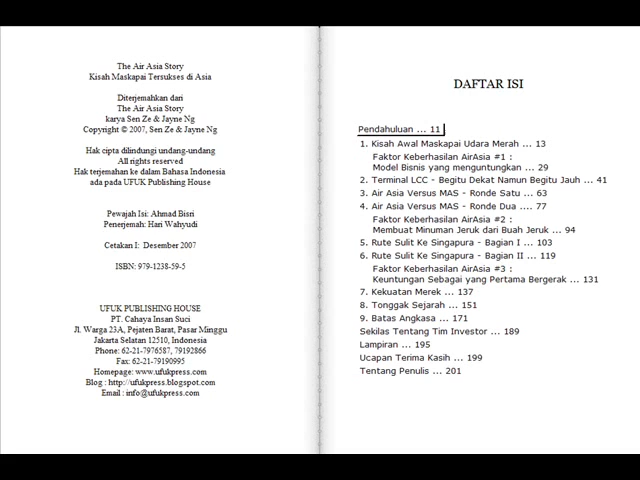 The Air Asia Story
Kisah Maskapai Tersukses di Asia
Diterjemahkan dari
The Air Asia Story
karya Sen Ze & Jayne Ng
Copyright © 2007, Sen Ze & Jayne Ng
Hak cipta dilindungi undang-undang
All rights reserved
Hak terjemahan ke dalam Bahasa Indonesia
ada pada UFUK Publishing House
Pewajah Isi: Ahmad Bisri
Penerjemah: Hari Wahyudi
Cetakan I: Desember 2007
ISBN: 979-1238-59-5
UFUK PUBLISHING HOUSE
PT. Cahaya Insan Suci
Jl. Warga 23A, Pejaten Barat, Pasar Minggu
Jakarta Selatan 12510, Indonesia
Phone: 62-21-7976587, 79192866
Fax: 62-21-79190995
Homepage: www.ufukpress.com
Blog : http://ufukpress.blogspot.com
Email : info@ufukpress.com
DAFTAR ISI
Pendahuluan ... 11
1. Kisah Awal Maskapai Udara Merah ... 13
Faktor Keberhasilan AirAsia #1 :
Model Bisnis yang menguntungkan ... 29
2. Terminal LCC - Begitu Dekat Namun Begitu Jauh ... 41
3. Air Asia Versus MAS - Ronde Satu ... 63
4. Air Asia Versus MAS - Ronde Dua .... 77
Faktor Keberhasilan AirAsia #2 :
Membuat Minuman Jeruk dari Buah Jeruk ... 94
5. Rute Sulit Ke Singapura - Bagian I ... 103
6. Rute Sulit Ke Singapura - Bagian II ... 119
Faktor Keberhasilan AirAsia #3 :
Keuntungan Sebagai yang Pertama Bergerak ... 131
7. Kekuatan Merek ... 137
8. Tonggak Sejarah ... 151
9. Batas Angkasa ... 171
Sekilas Tentang Tim Investor ... 189
Lampiran ... 195
Ucapan Terima Kasih ... 199
Tentang Penulis ... 201